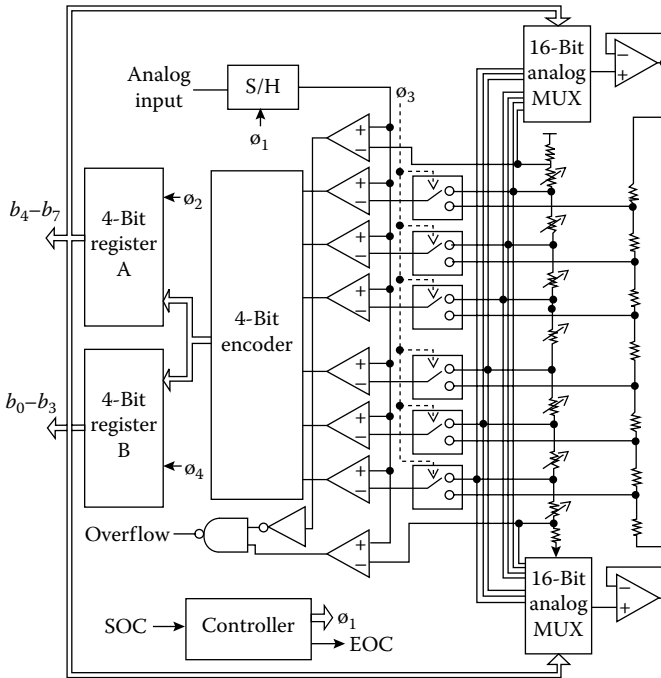 16-Bit
analog
MUX
−
+
Analog
input
S/H
ø3
ø1
+
−
+
−
b4–b7
ø2
4-Bit
register
A
+
−
+
−
4-Bit
encoder
b0–b3
4-Bit
register
B
+
−
+
−
ø4
+
−
Overflow
+
−
16-Bit
analog
MUX
−
+
SOC
Controller
ø1
EOC